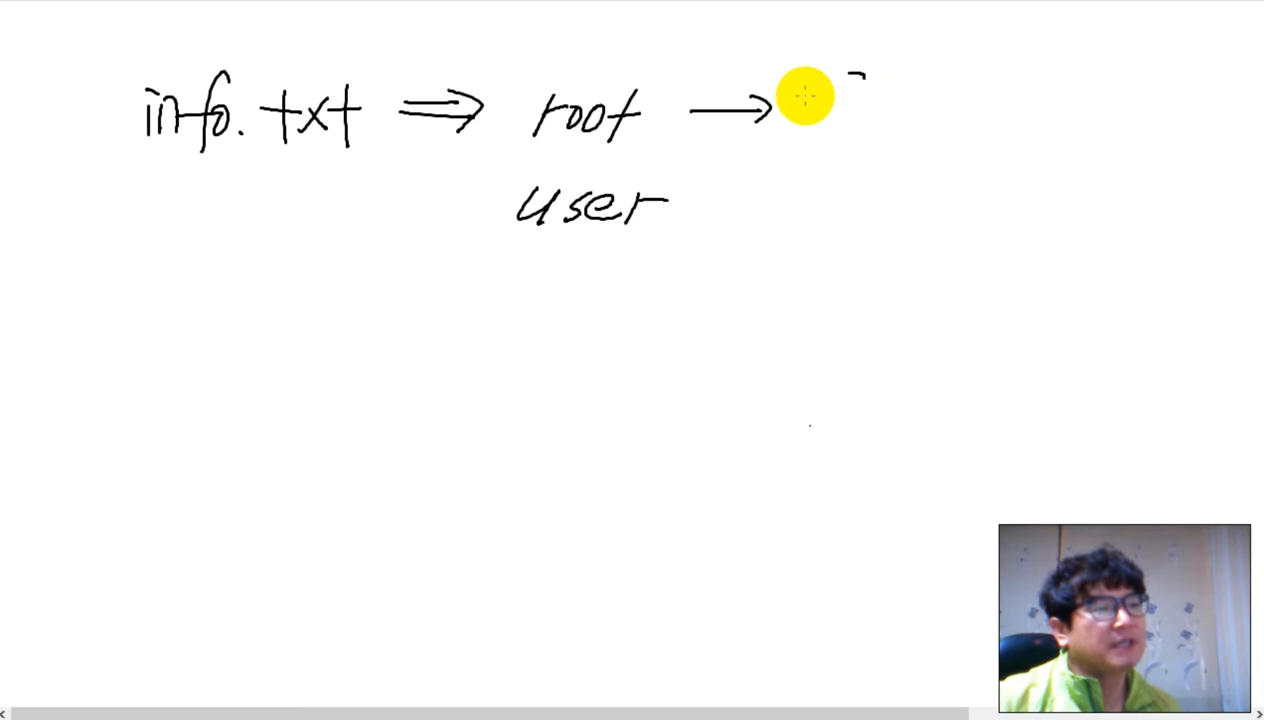 info.txt ⇒ root →
user